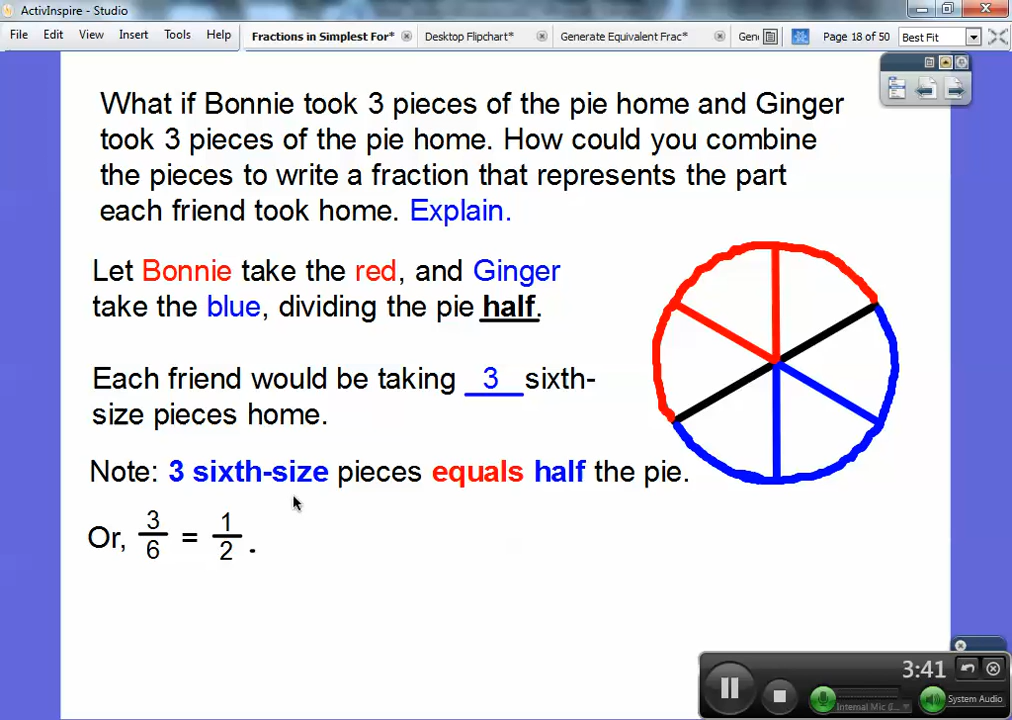 ActivInspire - Studio
File Edit View Insert Tools Help Fractions in Simplest For* Desktop Flipchart* Generate Equivalent Frac* Gen Page 18 of 50 Best Fit
What if Bonnie took 3 pieces of the pie home and Ginger
took 3 pieces of the pie home. How could you combine
the pieces to write a fraction that represents the part
each friend took home. Explain.
Let Bonnie take the red, and Ginger
take the blue, dividing the pie half.
Each friend would be taking 3 sixth-
size pieces home.
Note: 3 sixth-size pieces equals half the pie.
Or, 3/6 = 1/2.
3:41
Internal Mic (
System Audio